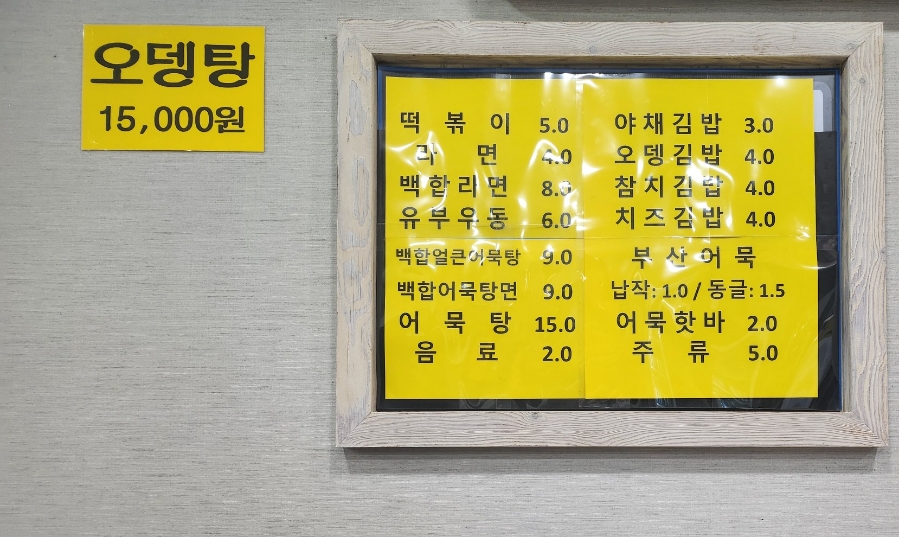 오뎅탕
15,000원
떡볶이 5.0
라면 4.0
백합라면 8.0
유부우동 6.0
백합얼큰어묵탕 9.0
백합어묵탕면 9.0
어묵탕 15.0
음료 2.0
야채김밥 3.0
오뎅김밥 4.0
참치김밥 4.0
치즈김밥 4.0
부산어묵
납작: 1.0 / 동글: 1.5
어묵핫바 2.0
주류 5.0